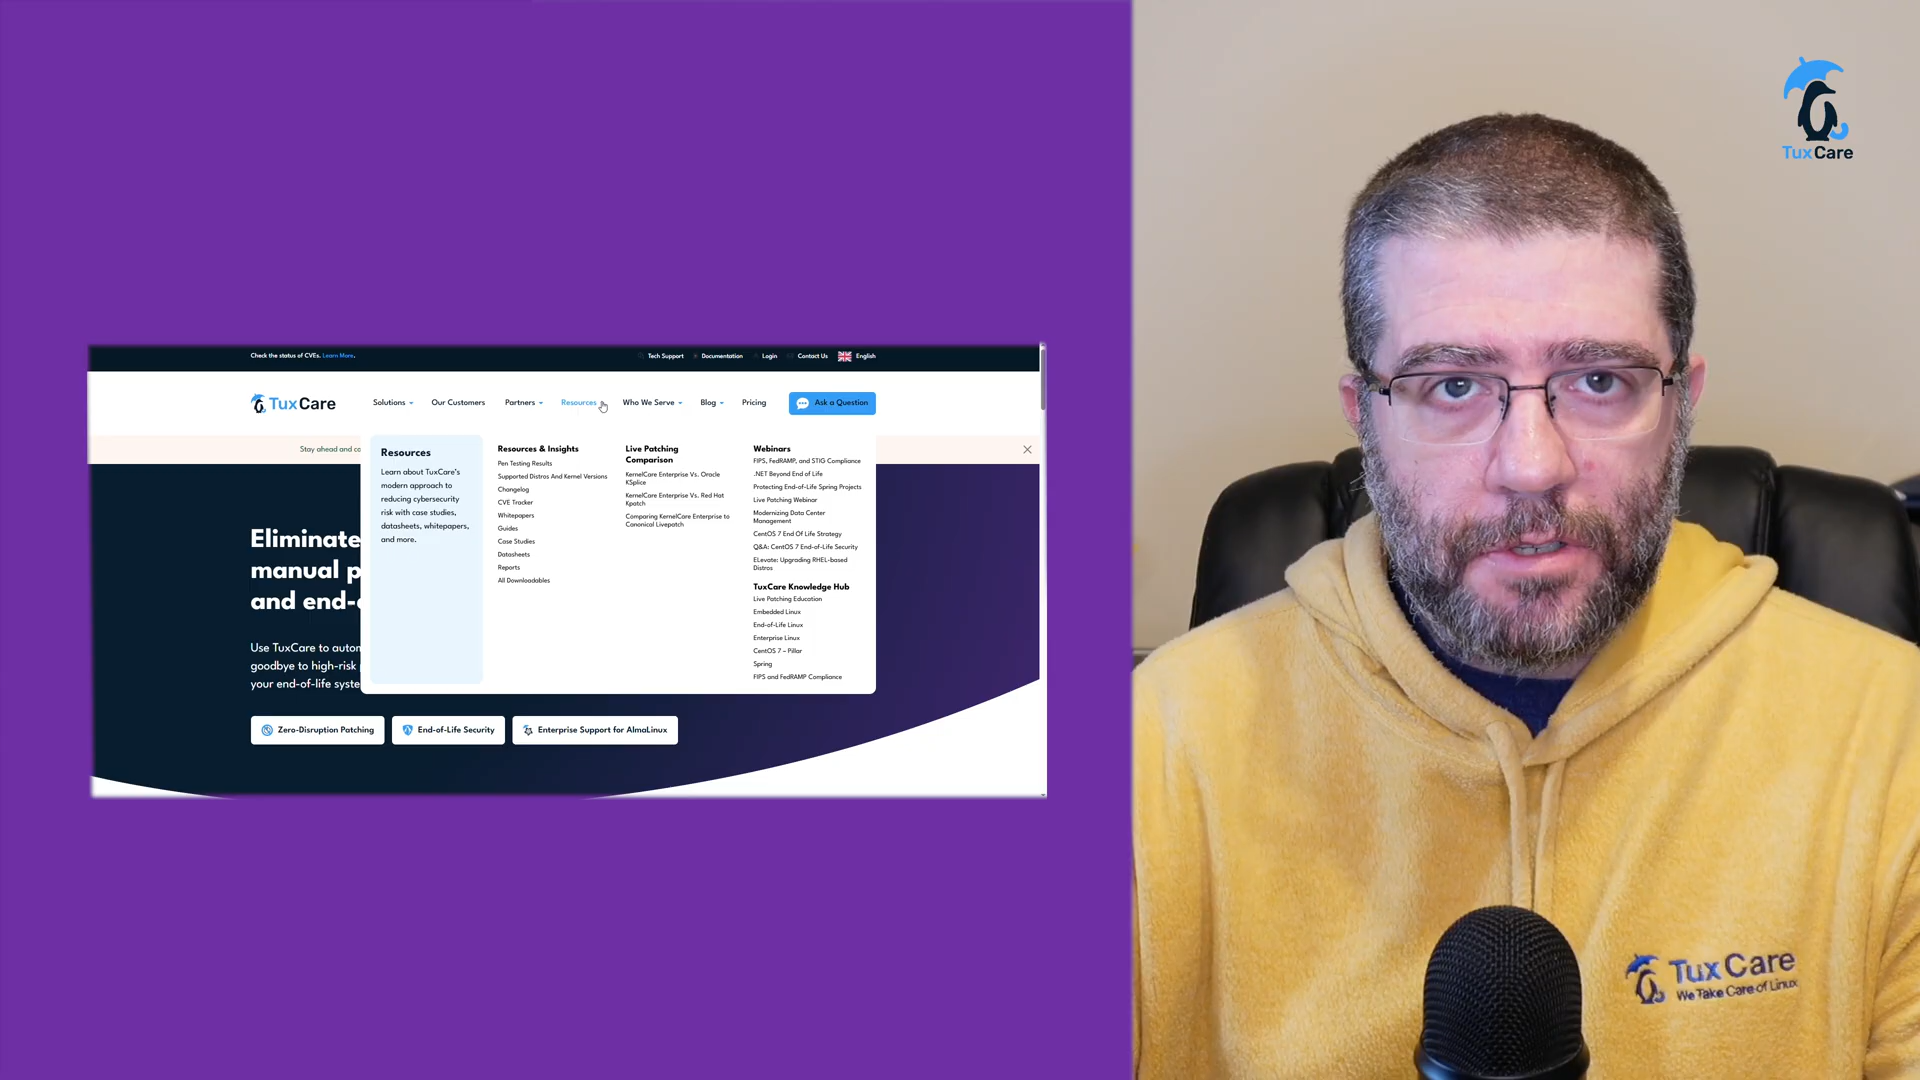 Check the status of CVEs. Learn More.
Tech Support
Documentation
Login
Contact Us
English
TuxCare
Solutions
Our Customers
Partners
Resources
Who We Serve
Blog
Pricing
Ask a Question
Stay ahead and co
Resources
Learn about TuxCare's
modern approach to
reducing cybersecurity
risk with case studies,
datasheets, whitepapers,
and more.
Resources & Insights
Pen Testing Results
Supported Distros And Kernel Versions
Changelog
CVE Tracker
Whitepapers
Guides
Case Studies
Datasheets
Reports
All Downloadables
Live Patching
Comparison
KernelCare Enterprise Vs. Oracle
KSplice
KernelCare Enterprise Vs. Red Hat
Kpatch
Comparing KernelCare Enterprise to
Canonical Livepatch
Webinars
FIPS, FedRAMP, and STIG Compliance
.NET Beyond End of Life
Protecting End-of-Life Spring Projects
Live Patching Webinar
Modernizing Data Center
Management
CentOS 7 End Of Life Strategy
Q&A: CentOS 7 End-of-Life Security
ELevate: Upgrading RHEL-based
Distros
TuxCare Knowledge Hub
Live Patching Education
Embedded Linux
End-of-Life Linux
Enterprise Linux
CentOS 7 – Pillar
Spring
FIPS and FedRAMP Compliance
Eliminate
manual p
and end-
Use TuxCare to auton
goodbye to high-risk
your end-of-life syste
Zero-Disruption Patching
End-of-Life Security
Enterprise Support for AlmaLinux
TuxCare
TuxCare
We Take Care of Linux